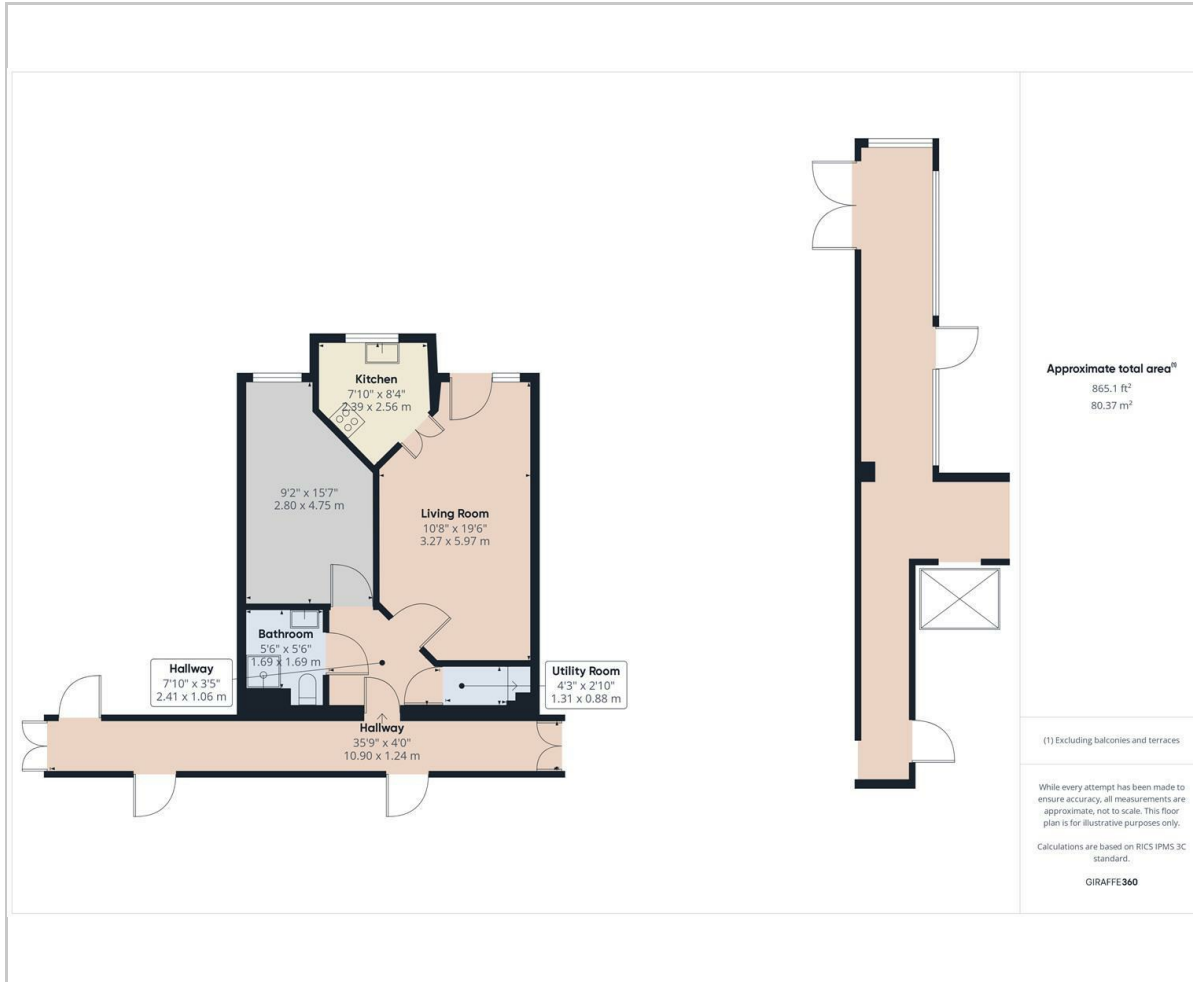 Kitchen
7'10" x 8'4"
2.39 x 2.56 m
9'2" x 15'7"
2.80 x 4.75 m
Living Room
10'8" x 19'6"
3.27 x 5.97 m
Bathroom
5'6" x 5'6"
1.69 x 1.69 m
Hallway
7'10" x 3'5"
2.41 x 1.06 m
Utility Room
4'3" x 2'10"
1.31 x 0.88 m
Hallway
35'9" x 4'0"
10.90 x 1.24 m
Approximate total area(1)
865.1 ft²
80.37 m²
(1) Excluding balconies and terraces
While every attempt has been made to
ensure accuracy, all measurements are
approximate, not to scale. This floor
plan is for illustrative purposes only.
Calculations are based on RICS IPMS 3C
standard.
GIRAFFE360